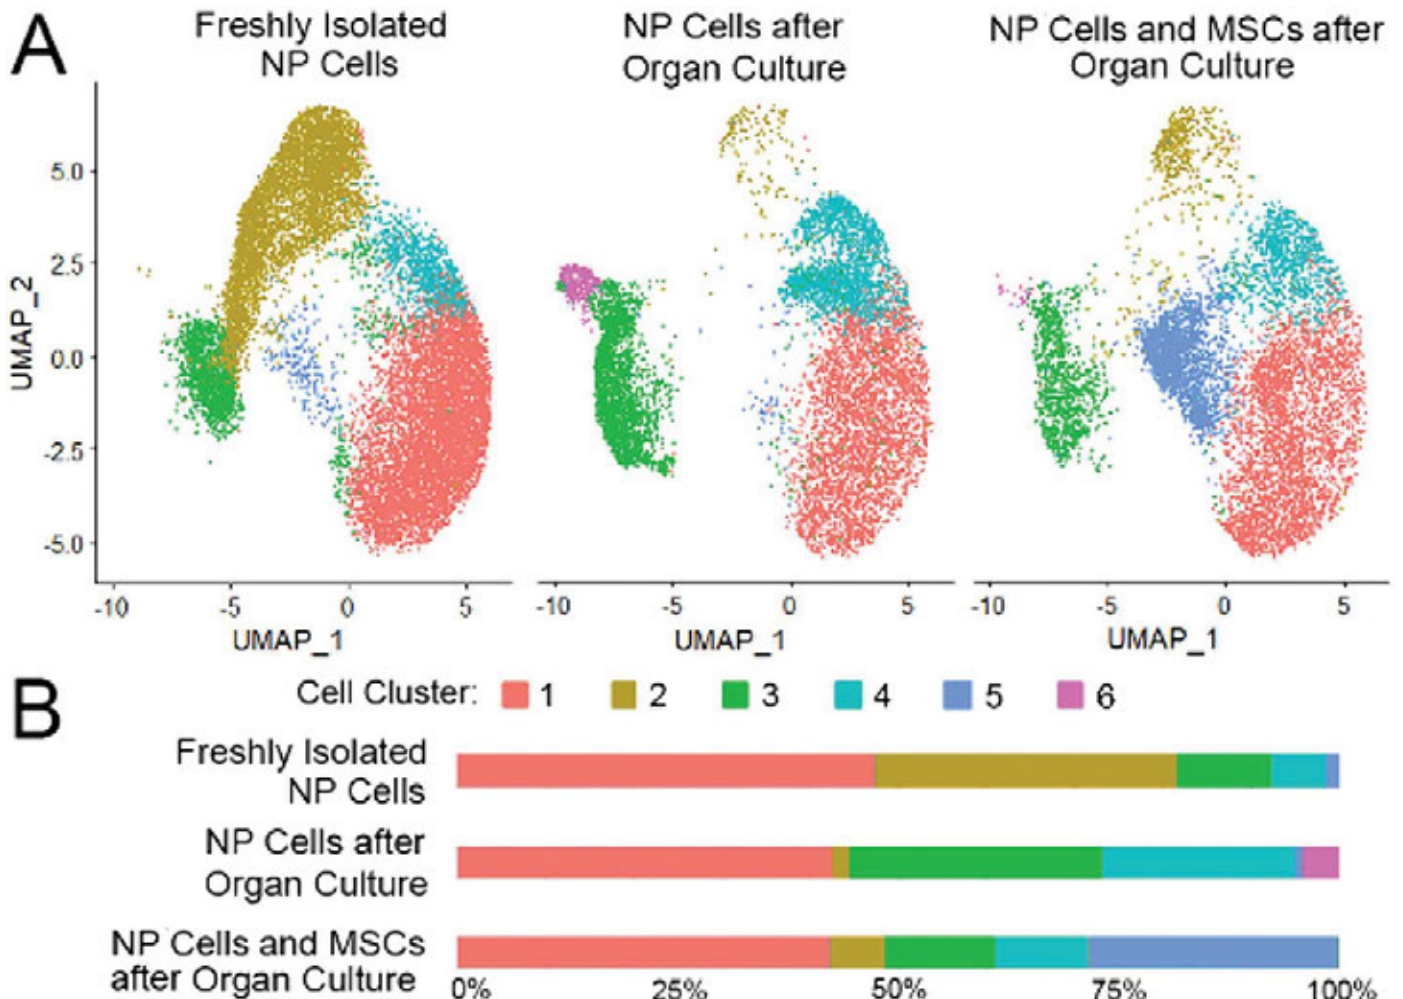 A
Freshly Isolated
NP Cells
NP Cells after
Organ Culture
NP Cells and MSCs after
Organ Culture
UMAP_2
5.0
2.5
0.0
-2.5
-5.0
-10 -5 0 5
-10 -5 0 5
-10 -5 0 5
UMAP_1
UMAP_1
UMAP_1
B
Cell Cluster: 1 2 3 4 5 6
Freshly Isolated
NP Cells
NP Cells after
Organ Culture
NP Cells and MSCs
after Organ Culture
0% 25% 50% 75% 100%